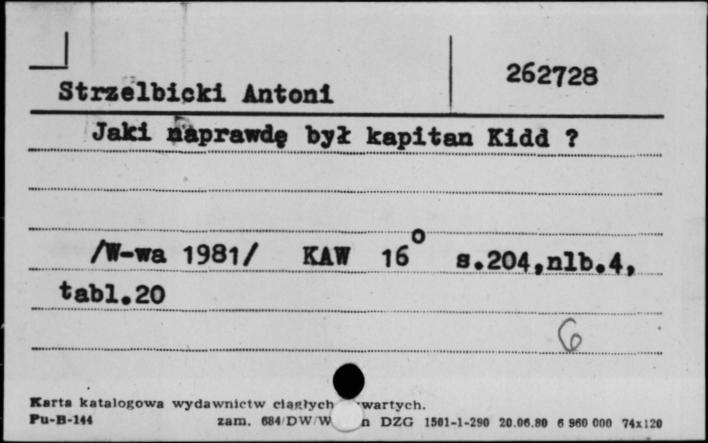 262728
Strzelbicki Antoni
Jaki naprawdę był kapitan Kidd ?
/W-wa 1981/ KAW 16° s.204,nlb.4,
tabl.20
6
Karta katalogowa wydawnictw ciągłych wartych.
Pu-B-144 zam. 684/DW/W n DZG 1501-1-290 20.06.80 6 960 000 74x120